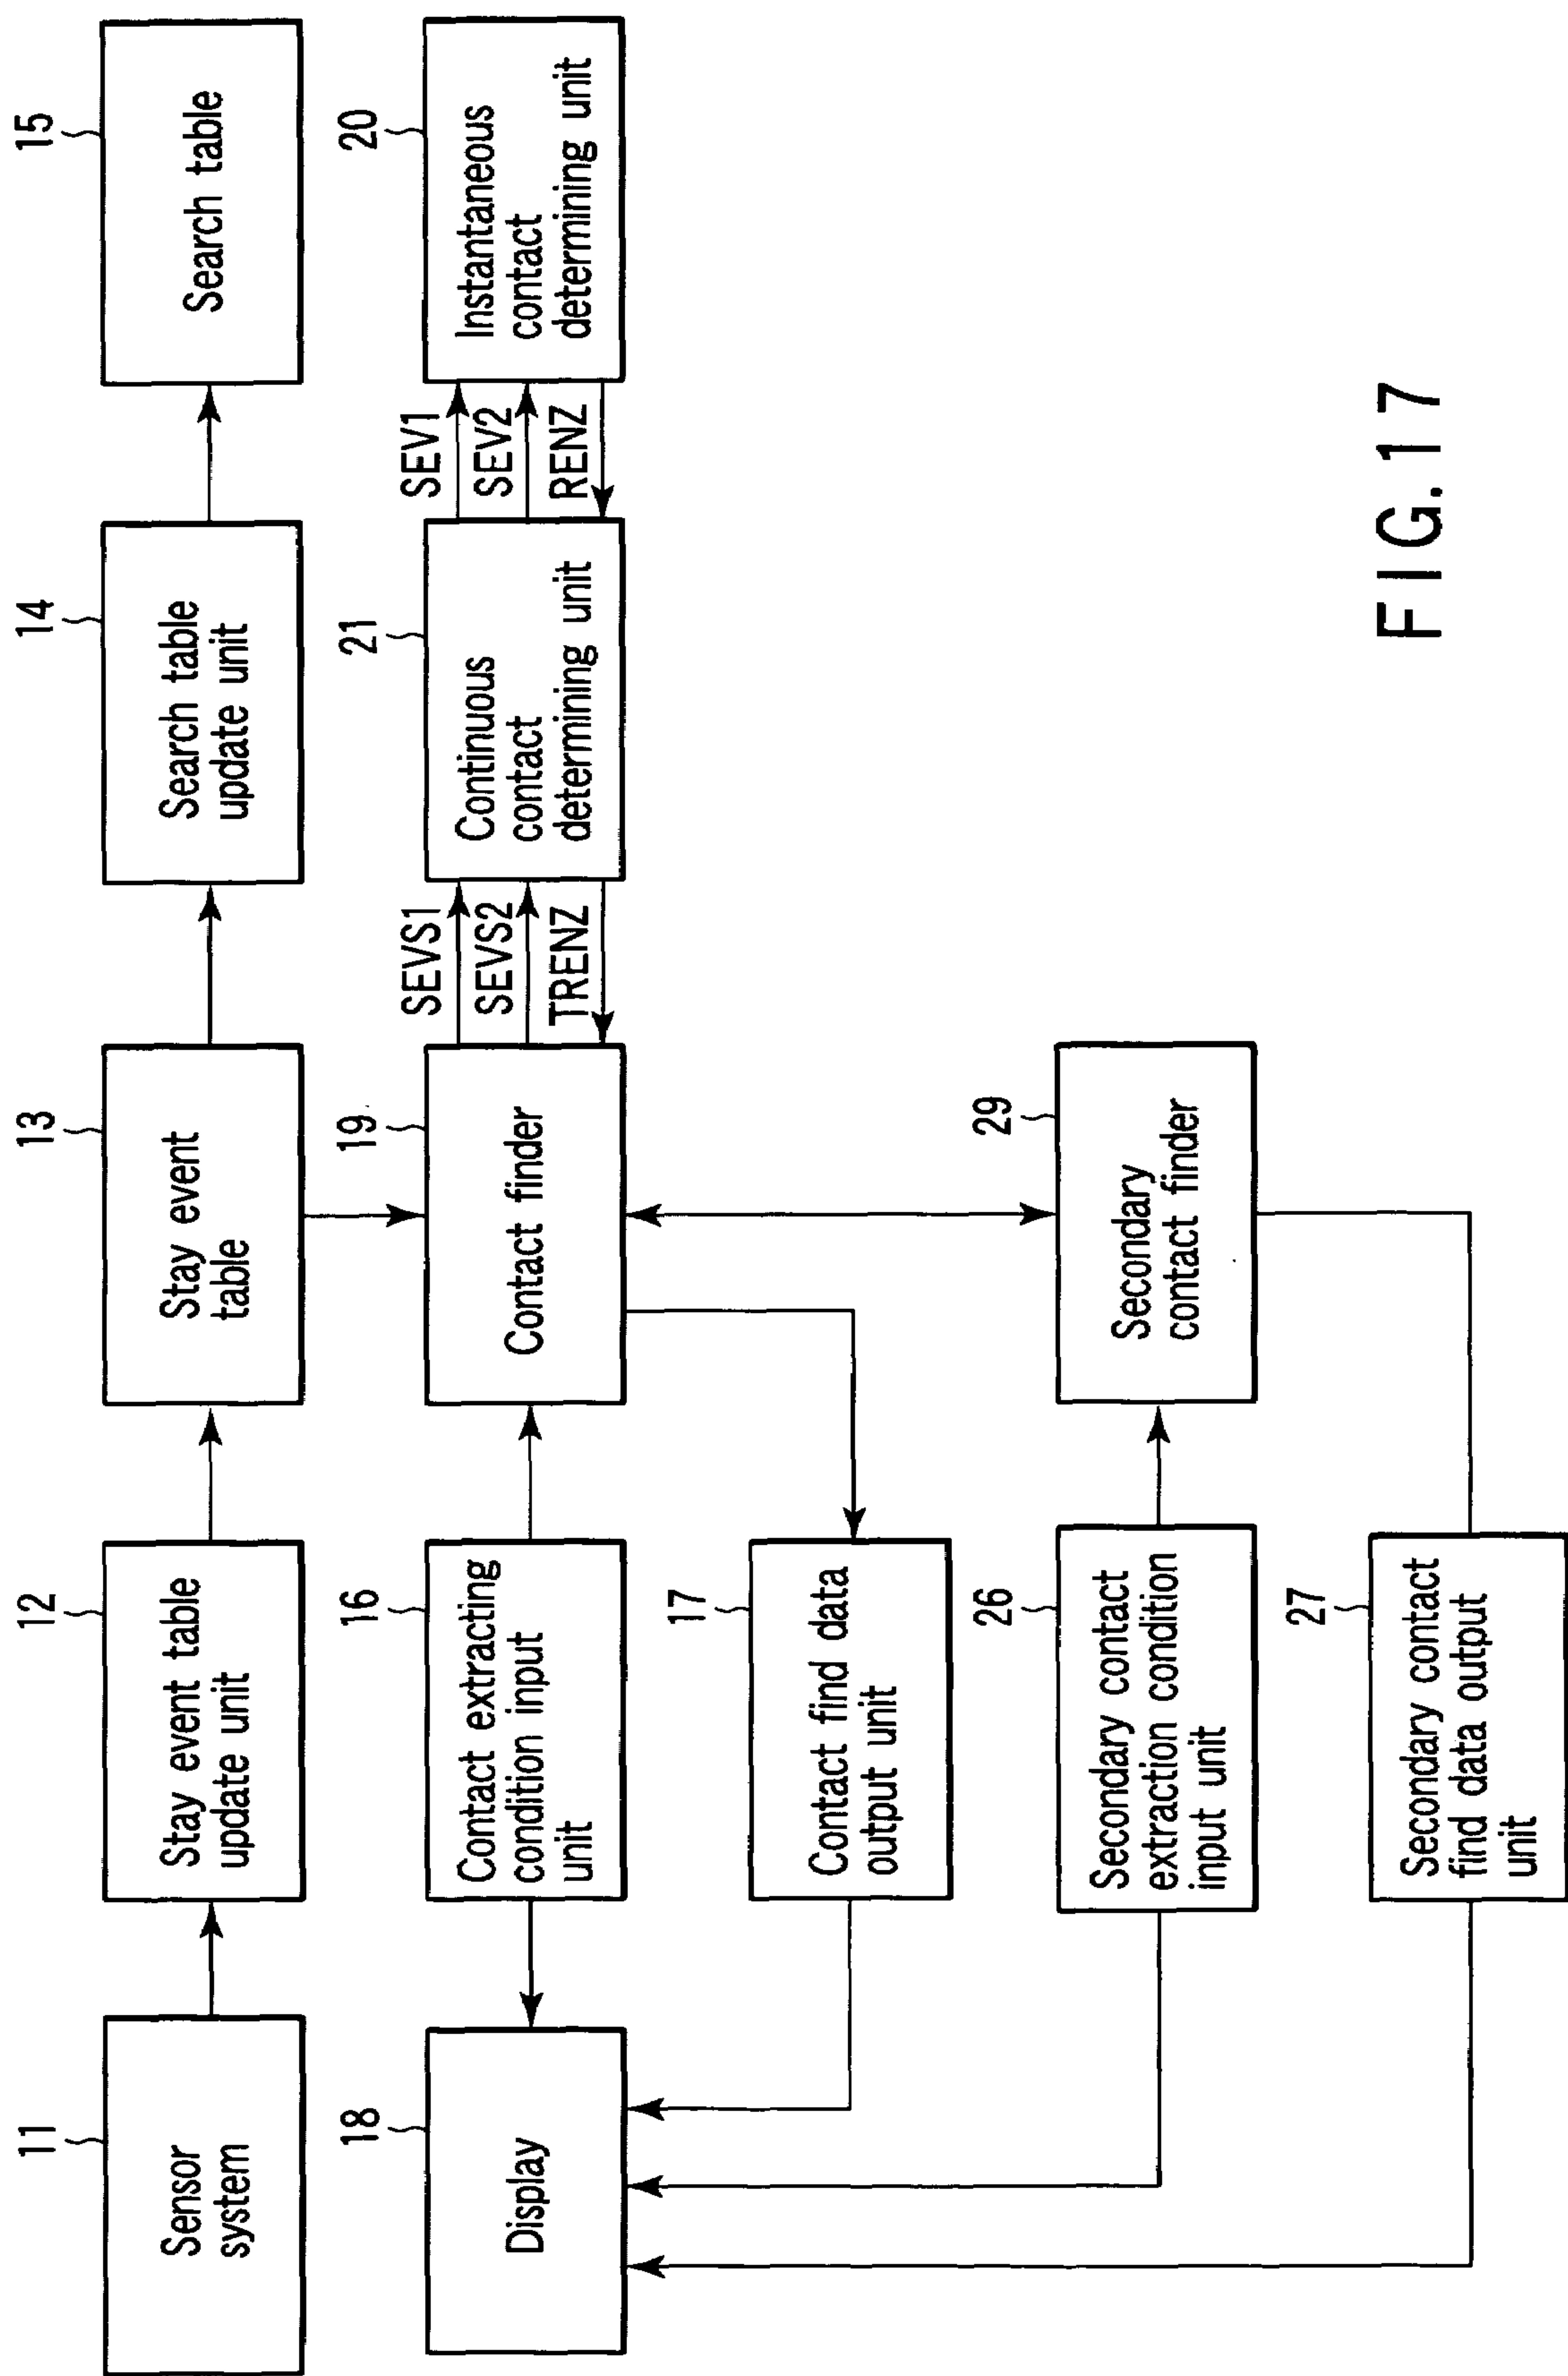 11
Sensor
system
12
Stay event table
update unit
13
Stay event
table
14
Search table
update unit
15
Search table
18
Display
16
Contact extracting
condition input
unit
19
Contact finder
SEVS1
SEVS2
TRENZ
21
Continuous
contact
determining unit
SEV1
SEV2
RENZ
20
Instantaneous
contact
determining unit
17
Contact find data
output unit
26
Secondary contact
extraction condition
input unit
29
Secondary
contact finder
27
Secondary contact
find data output
unit
FIG.17